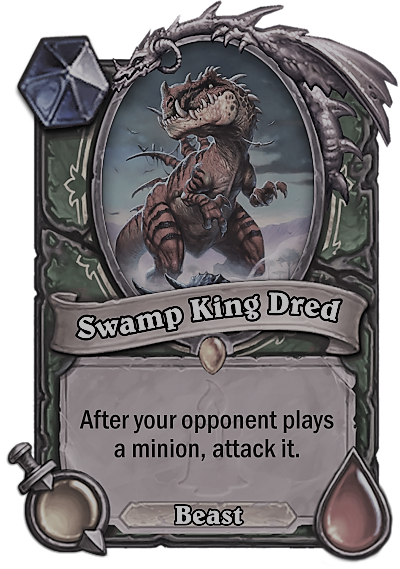 Swamp King Dred
After your opponent plays
a minion, attack it.
Beast